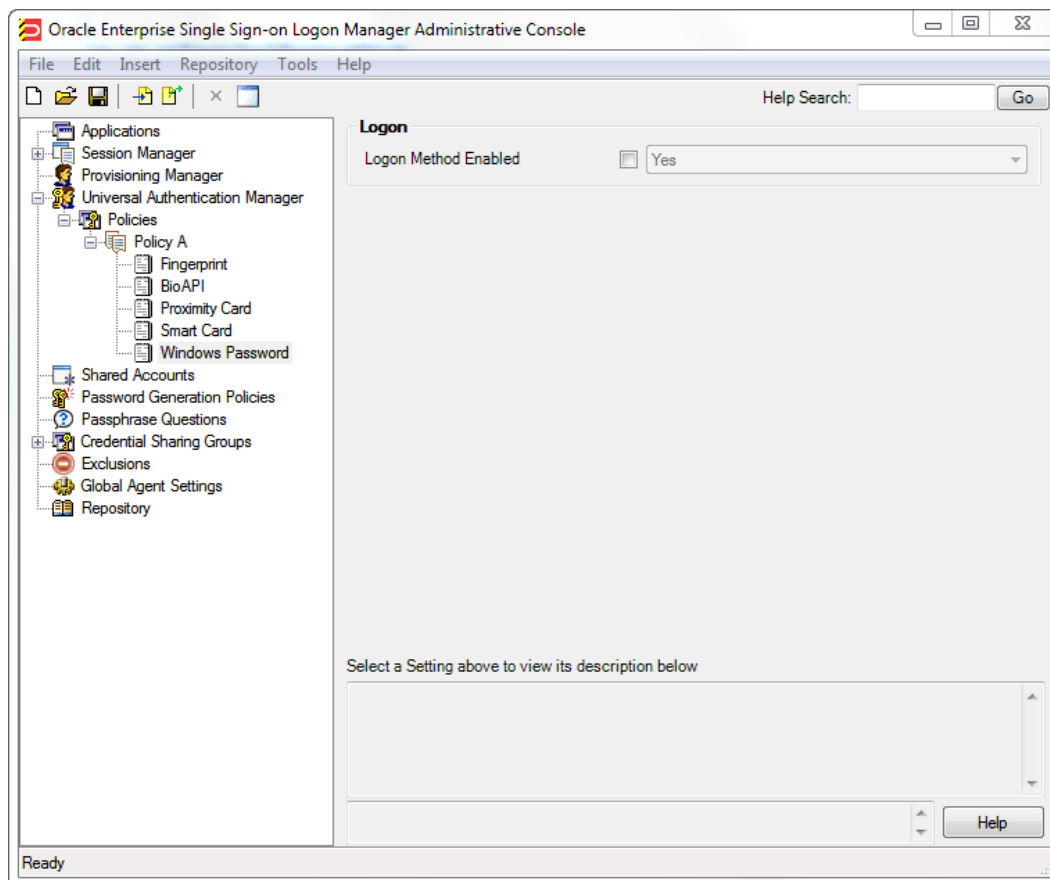 Oracle Enterprise Single Sign-on Logon Manager Administrative Console
File Edit Insert Repository Tools Help
Help Search: Go
Applications
Session Manager
Provisioning Manager
Universal Authentication Manager
Policies
Policy A
Fingerprint
BioAPI
Proximity Card
Smart Card
Windows Password
Shared Accounts
Password Generation Policies
Passphrase Questions
Credential Sharing Groups
Exclusions
Global Agent Settings
Repository
Logon
Logon Method Enabled Yes
Select a Setting above to view its description below
Help
Ready